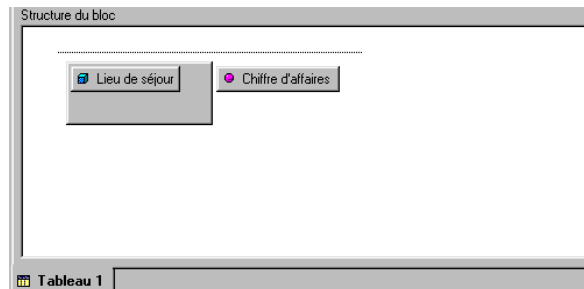 Structure du bloc
Lieu de séjour
Chiffre d'affaires
Tableau 1